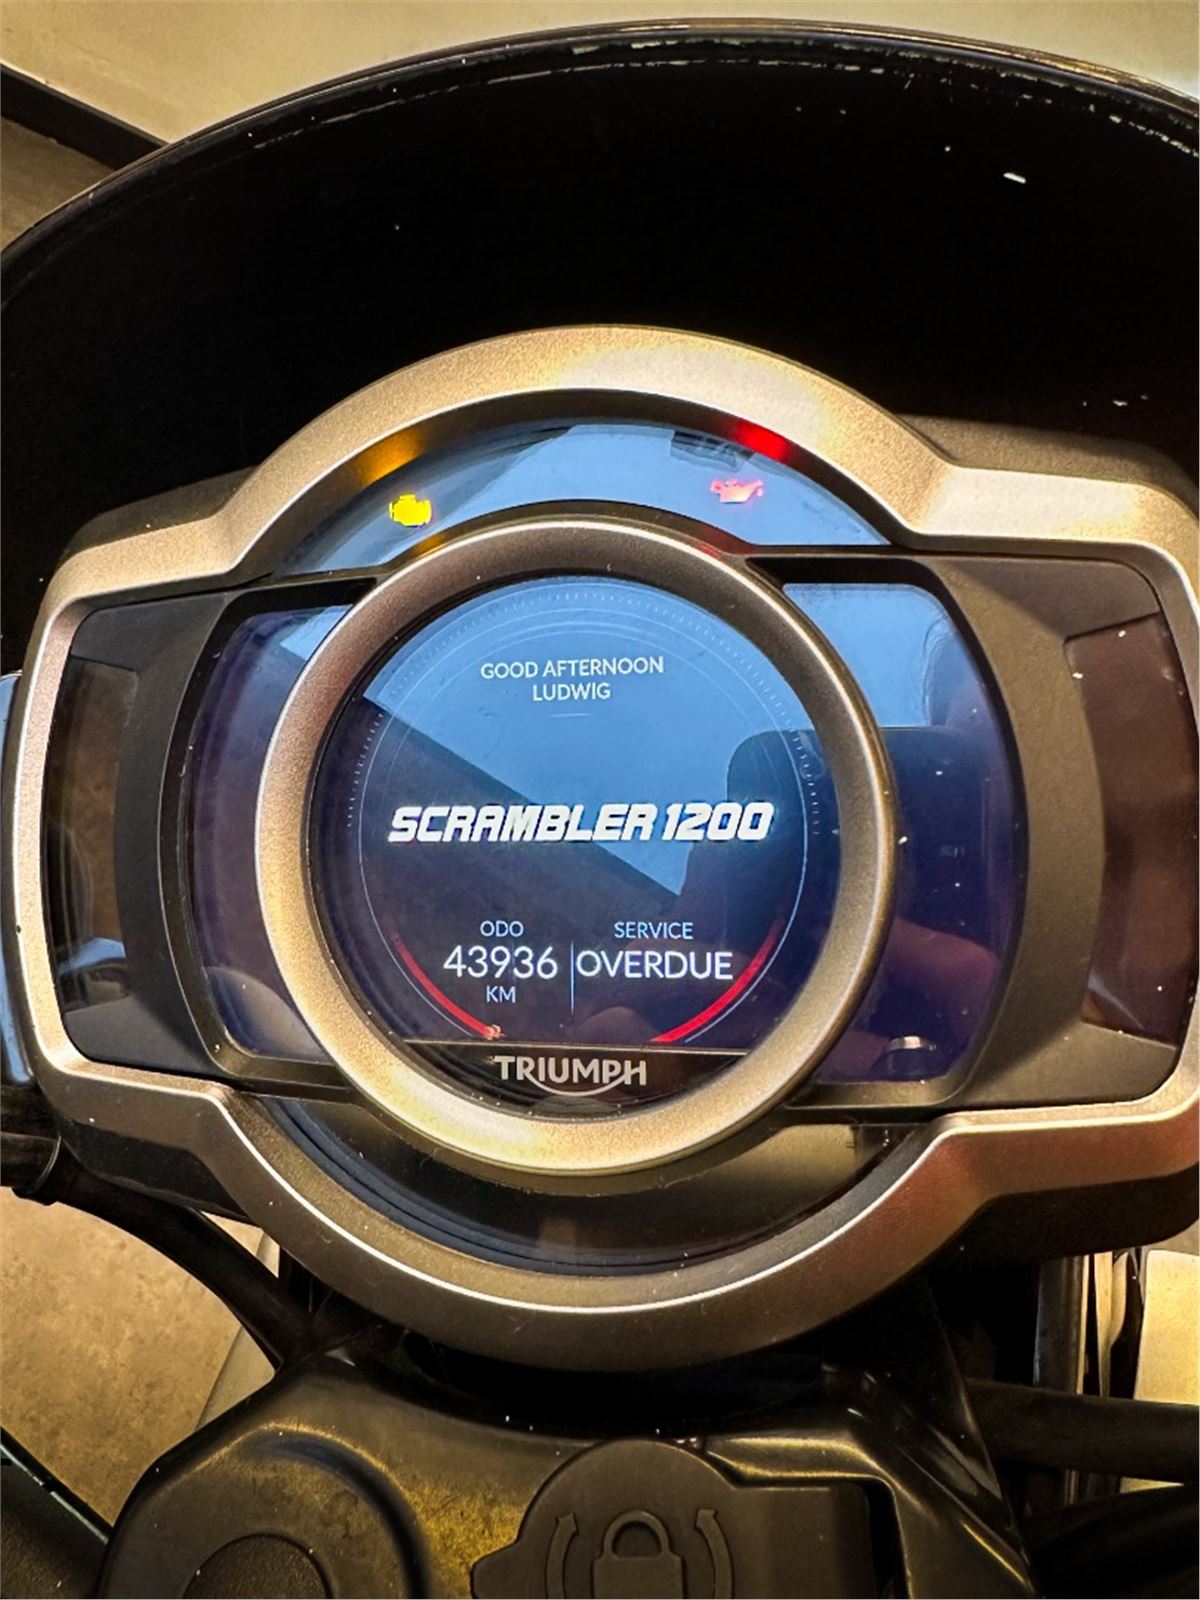 GOOD AFTERNOON
LUDWIG
SCRAMBLER 1200
ODO
43936
KM
SERVICE
OVERDUE
TRIUMPH